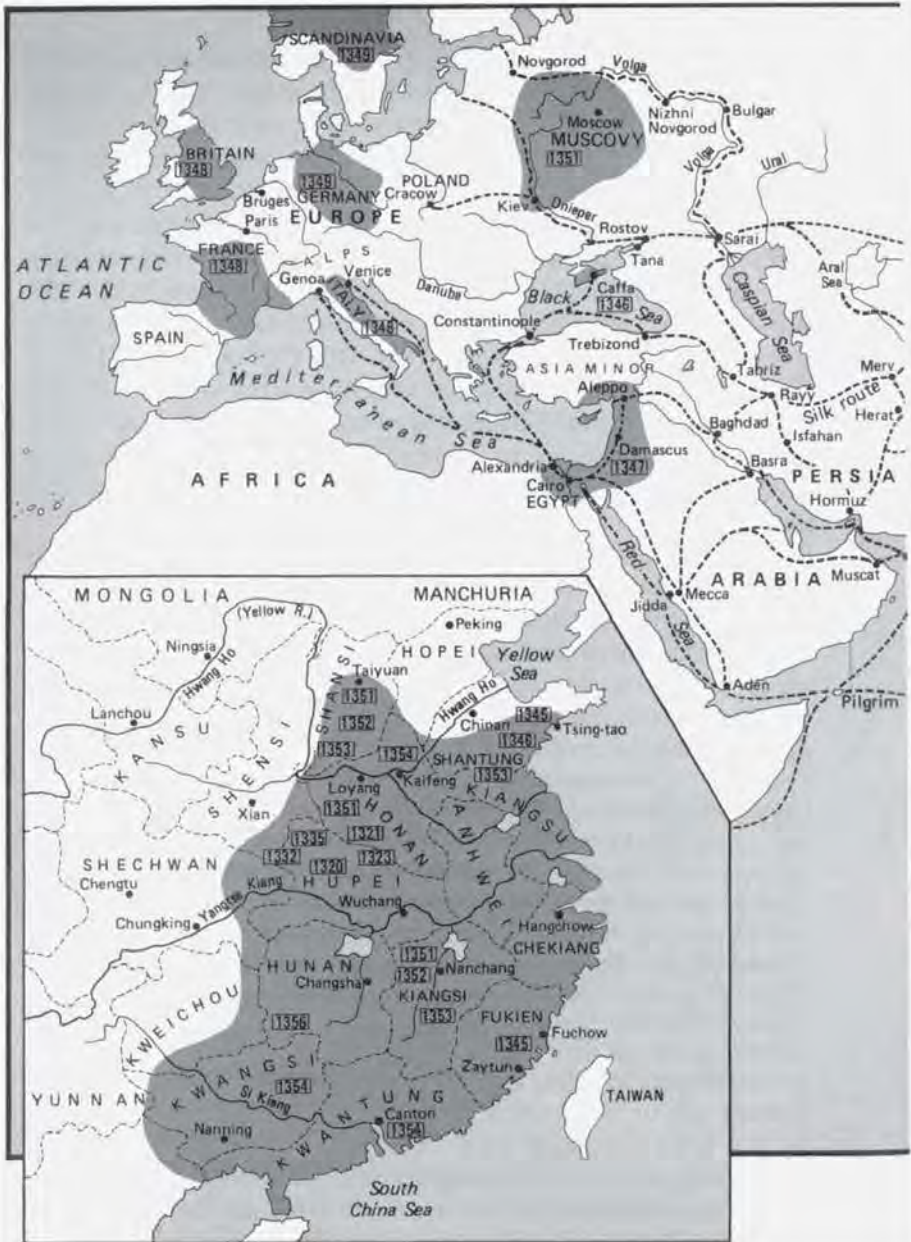 SCANDINAVIA
1349
Novgorod
Volga
Nizhni
Novgorod
Bulgar
Moscow
MUSCOVY
1351
Volga
Ural
BRITAIN
1348
Bruges
Paris
1349
GERMANY
POLAND
Cracow
EUROPE
Kiev
Dnieper
Rostov
Tana
Sarai
Aral
Sea
Caspian
Sea
ATLANTIC
OCEAN
FRANCE
1348
ALPS
Genoa
Venice
ITALY
1348
Danube
Black
Sea
Caffa
1346
Constantinople
Trebizond
SPAIN
Mediterranean Sea
ASIA MINOR
Aleppo
Tabriz
Rayy
Merv
Silk route
Herat
Baghdad
Isfahan
Damascus
1347
Basra
PERSIA
Hormuz
AFRICA
Alexandria
Cairo
EGYPT
Red
Sea
ARABIA
Muscat
Jidda
Mecca
Aden
Pilgrim
MONGOLIA
MANCHURIA
(Yellow R.)
Ningsia
Hwang Ho
Peking
HOPEI
Yellow
Sea
Lanchou
KANSU
SHENSI
SHANSI
Taiyuan
1351
1352
1353
1354
Hwang Ho
Chinan
1345
1346
Tsing-tao
SHANTUNG
1353
Kaifeng
KIANGSU
Loyang
1351
HONAN
ANHWEI
Xian
1335
1321
1332
1320
1323
SHECHWAN
Chengtu
HUPEI
Yangtse Kiang
Chungking
Wuchang
Hangchow
CHEKIANG
HUNAN
Changsha
1351
1352
Nanchang
KIANGSI
1353
1356
FUKIEN
1345
Fuchow
Zaytun
KWEICHOU
KWANGSI
1354
Si Kiang
YUNNAN
Nanning
KWANTUNG
Canton
1354
TAIWAN
South
China Sea